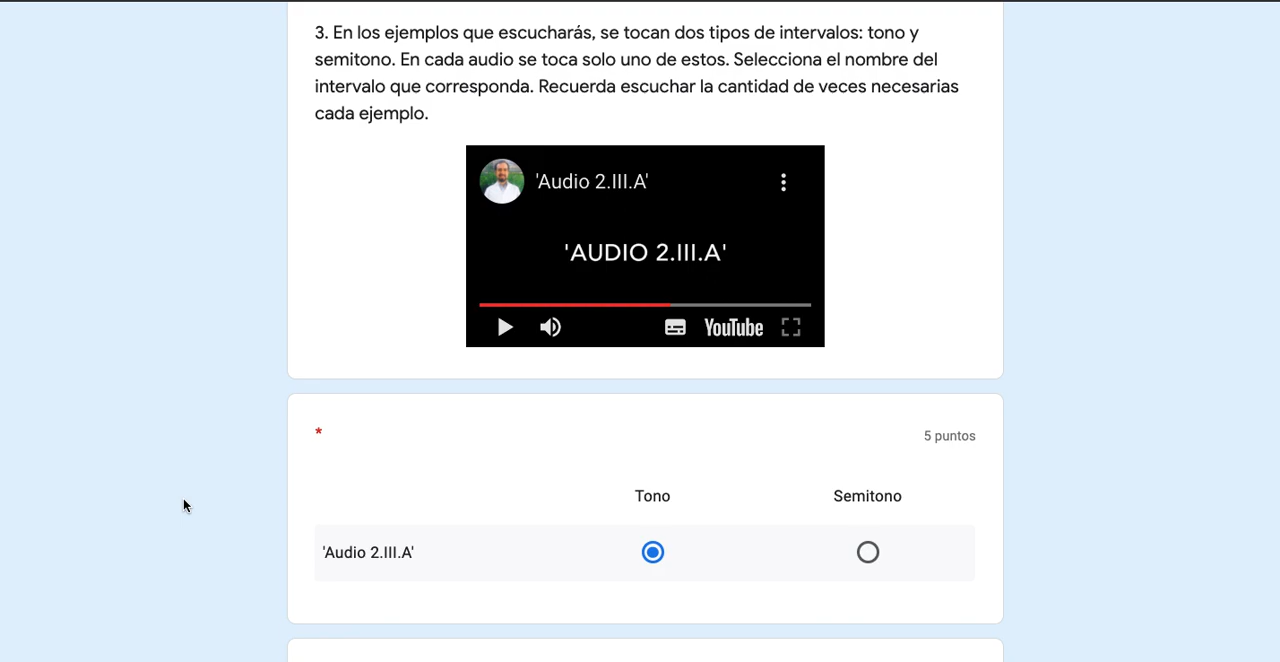 3. En los ejemplos que escucharás, se tocan dos tipos de intervalos: tono y
semitono. En cada audio se toca solo uno de estos. Selecciona el nombre del
intervalo que corresponda. Recuerda escuchar la cantidad de veces necesarias
cada ejemplo.
'Audio 2.III.A'
'AUDIO 2.III.A'
YouTube
*
5 puntos
Tono Semitono
'Audio 2.III.A'